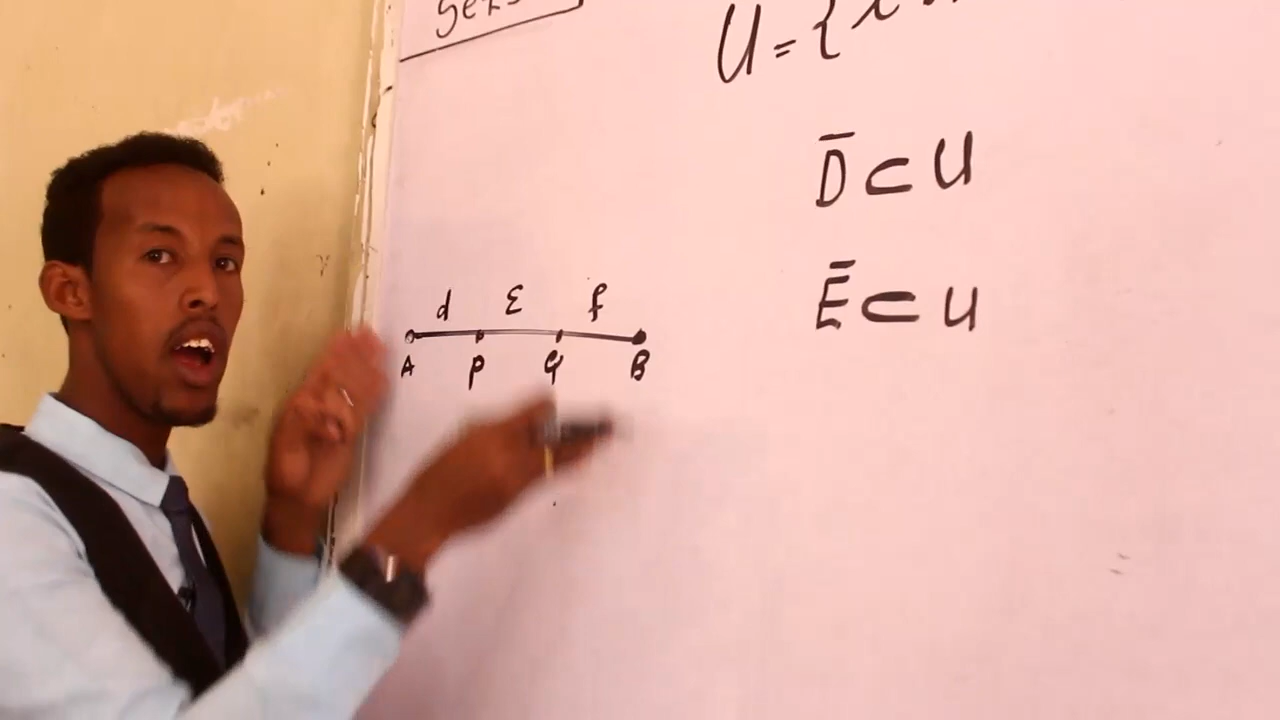 Sets
U = {
D̄ ⊂ U
Ē ⊂ U
d ε f
A P Q B